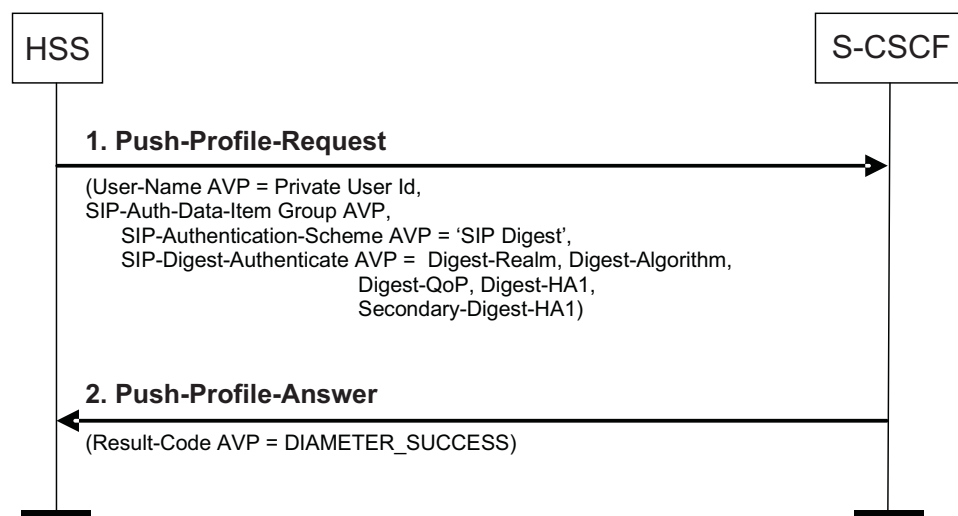 HSS
S-CSCF
1. Push-Profile-Request
(User-Name AVP = Private User Id,
SIP-Auth-Data-Item Group AVP,
SIP-Authentication-Scheme AVP = ‘SIP Digest’,
SIP-Digest-Authenticate AVP = Digest-Realm, Digest-Algorithm,
Digest-QoP, Digest-HA1,
Secondary-Digest-HA1)
2. Push-Profile-Answer
(Result-Code AVP = DIAMETER_SUCCESS)